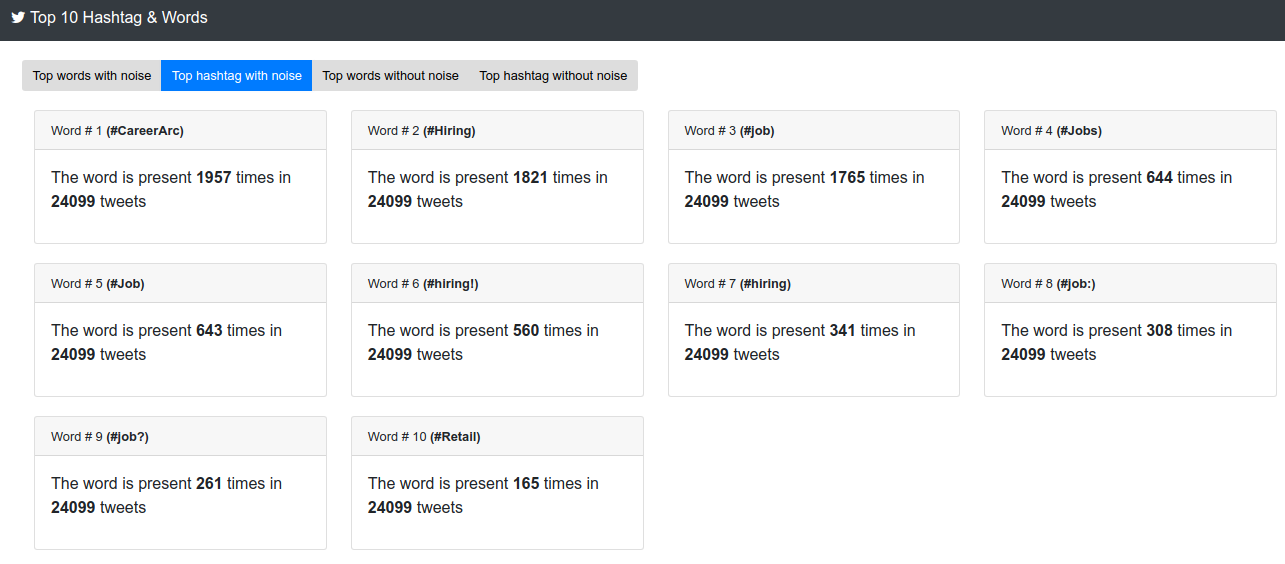 Top 10 Hashtag & Words
Top words with noise Top hashtag with noise Top words without noise Top hashtag without noise
Word # 1 (#CareerArc)
The word is present 1957 times in
24099 tweets
Word # 2 (#Hiring)
The word is present 1821 times in
24099 tweets
Word # 3 (#job)
The word is present 1765 times in
24099 tweets
Word # 4 (#Jobs)
The word is present 644 times in
24099 tweets
Word # 5 (#Job)
The word is present 643 times in
24099 tweets
Word # 6 (#hiring!)
The word is present 560 times in
24099 tweets
Word # 7 (#hiring)
The word is present 341 times in
24099 tweets
Word # 8 (#job:)
The word is present 308 times in
24099 tweets
Word # 9 (#job?)
The word is present 261 times in
24099 tweets
Word # 10 (#Retail)
The word is present 165 times in
24099 tweets